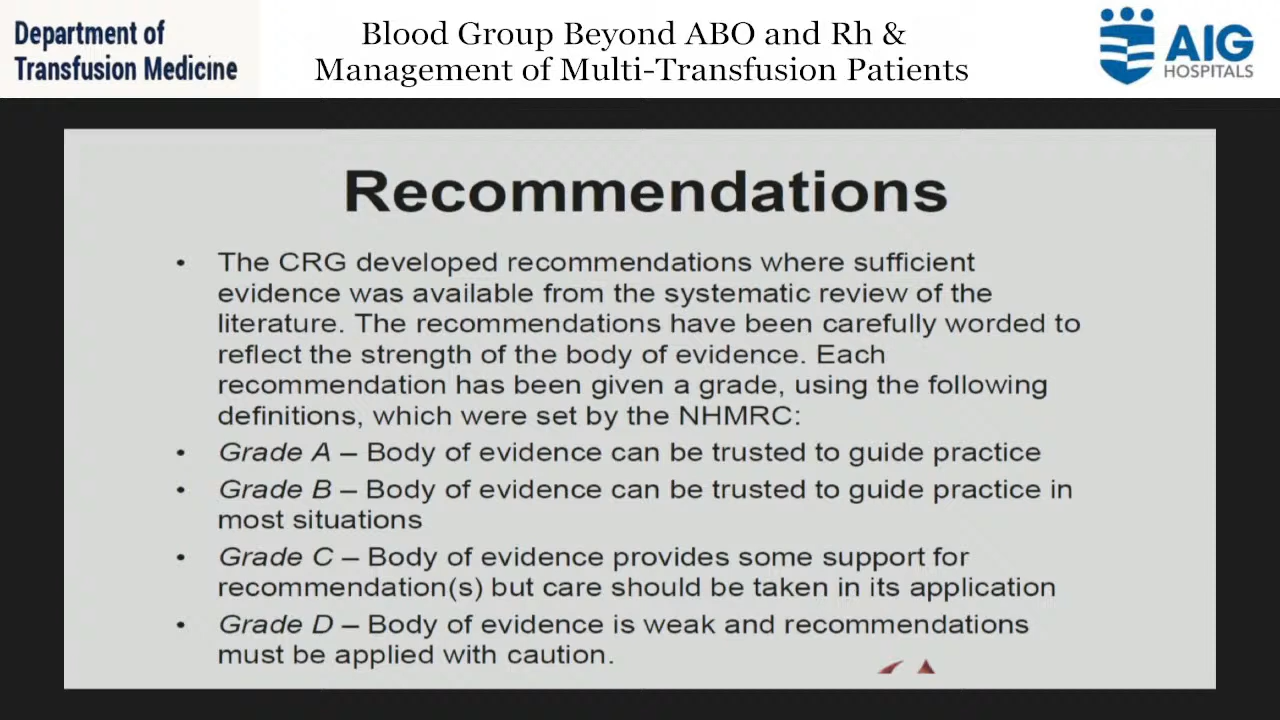 Department of
Transfusion Medicine
Blood Group Beyond ABO and Rh &
Management of Multi-Transfusion Patients
AIG
HOSPITALS
Recommendations
• The CRG developed recommendations where sufficient
evidence was available from the systematic review of the
literature. The recommendations have been carefully worded to
reflect the strength of the body of evidence. Each
recommendation has been given a grade, using the following
definitions, which were set by the NHMRC:
• Grade A – Body of evidence can be trusted to guide practice
• Grade B – Body of evidence can be trusted to guide practice in
most situations
• Grade C – Body of evidence provides some support for
recommendation(s) but care should be taken in its application
• Grade D – Body of evidence is weak and recommendations
must be applied with caution.